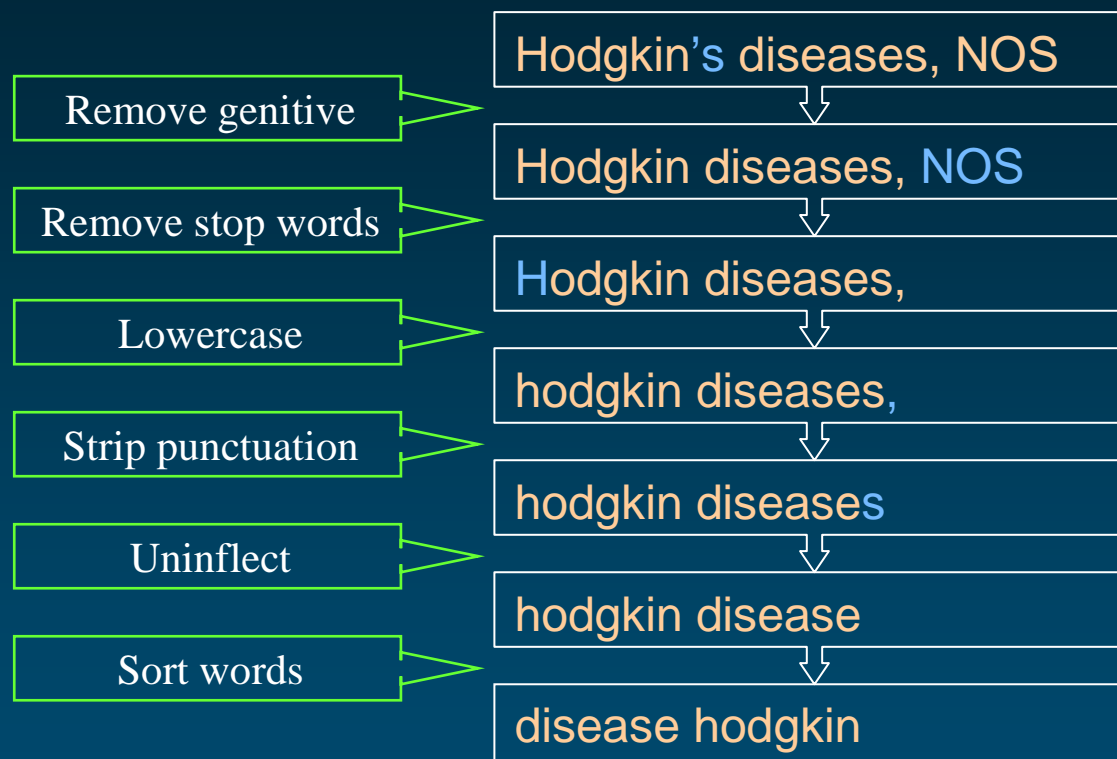 Hodgkin’s diseases, NOS
Remove genitive
Hodgkin diseases, NOS
Remove stop words
Hodgkin diseases,
Lowercase
hodgkin diseases,
Strip punctuation
hodgkin diseases
Uninflect
hodgkin disease
Sort words
disease hodgkin